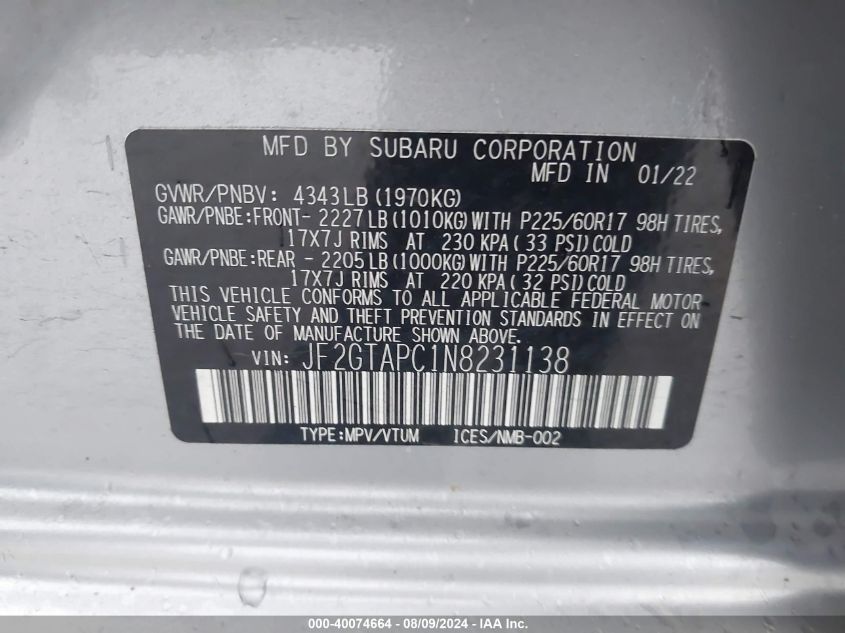 MFD BY SUBARU CORPORATION
MFD IN 01/22
GVWR/PNBV: 4343LB(1970KG)
GAWR/PNBE:FRONT- 2227LB(1010KG)WITH P225/60R17 98H TIRES,
17X7J RIMS AT 230 KPA( 33 PSI)COLD
GAWR/PNBE:REAR - 2205LB(1000KG)WITH P225/60R17 98H TIRES,
17X7J RIMS AT 220 KPA( 32 PSI)COLD
THIS VEHICLE CONFORMS TO ALL APPLICABLE FEDERAL MOTOR
VEHICLE SAFETY AND THEFT PREVENTION STANDARDS IN EFFECT ON
THE DATE OF MANUFACTURE SHOWN ABOVE.
VIN: JF2GTAPC1N8231138
TYPE:MPV/VTUM ICES/NMB-002
000-40074664 - 08/09/2024 - IAA Inc.